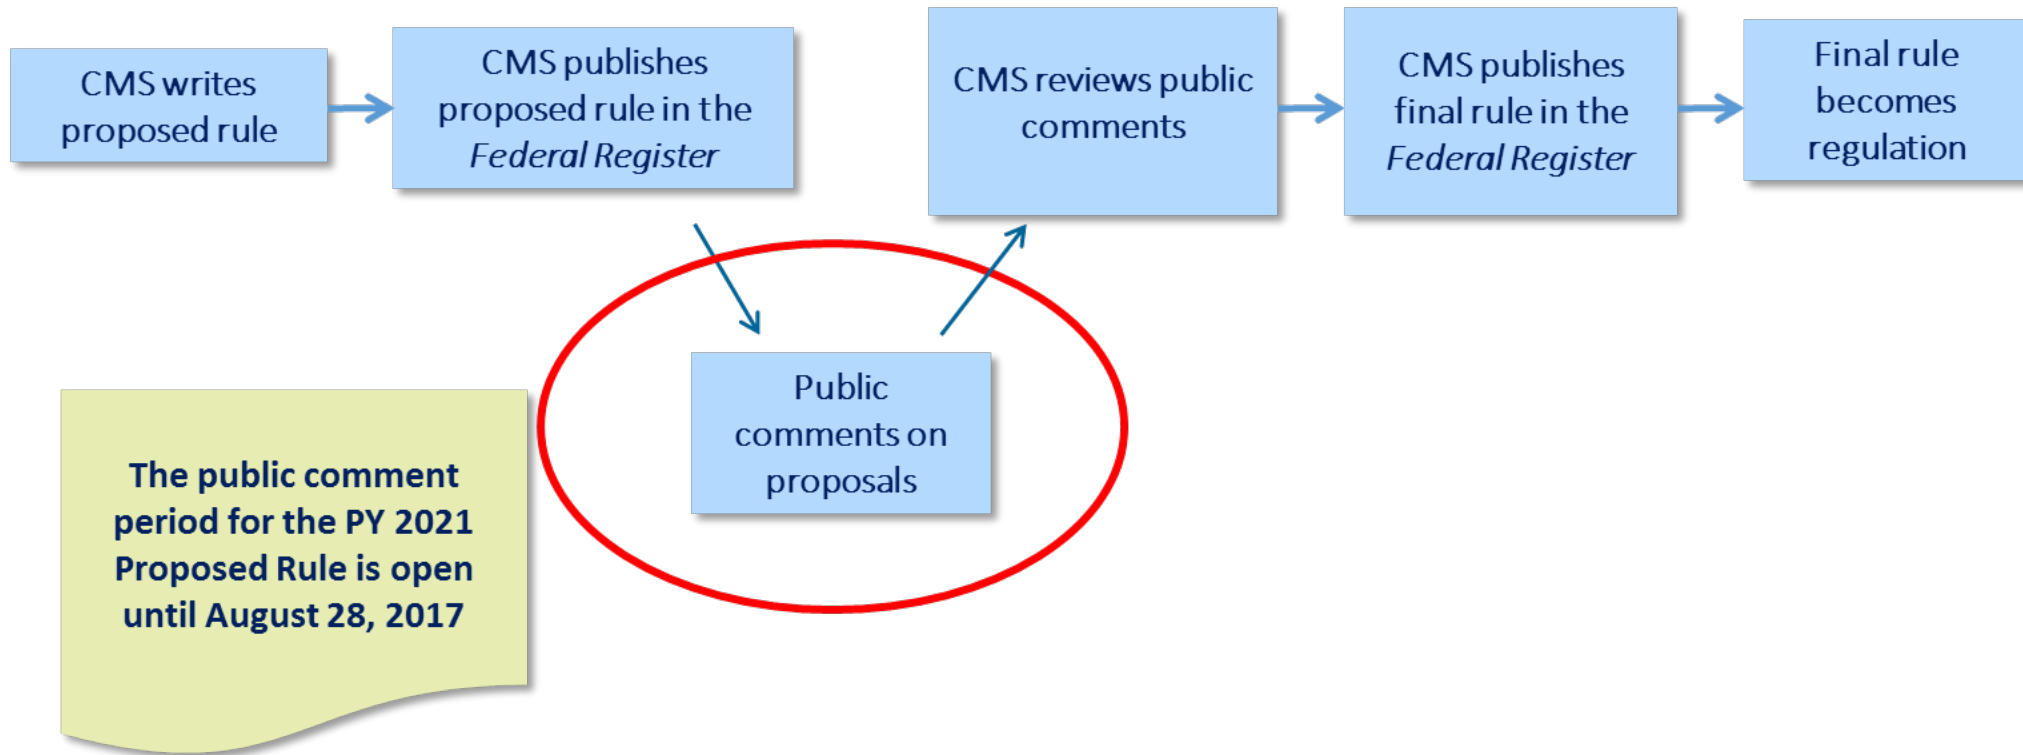 CMS writes
proposed rule
CMS publishes
proposed rule in the
Federal Register
Public
comments on
proposals
CMS reviews public
comments
CMS publishes
final rule in the
Federal Register
Final rule
becomes
regulation
The public comment
period for the PY 2021
Proposed Rule is open
until August 28, 2017